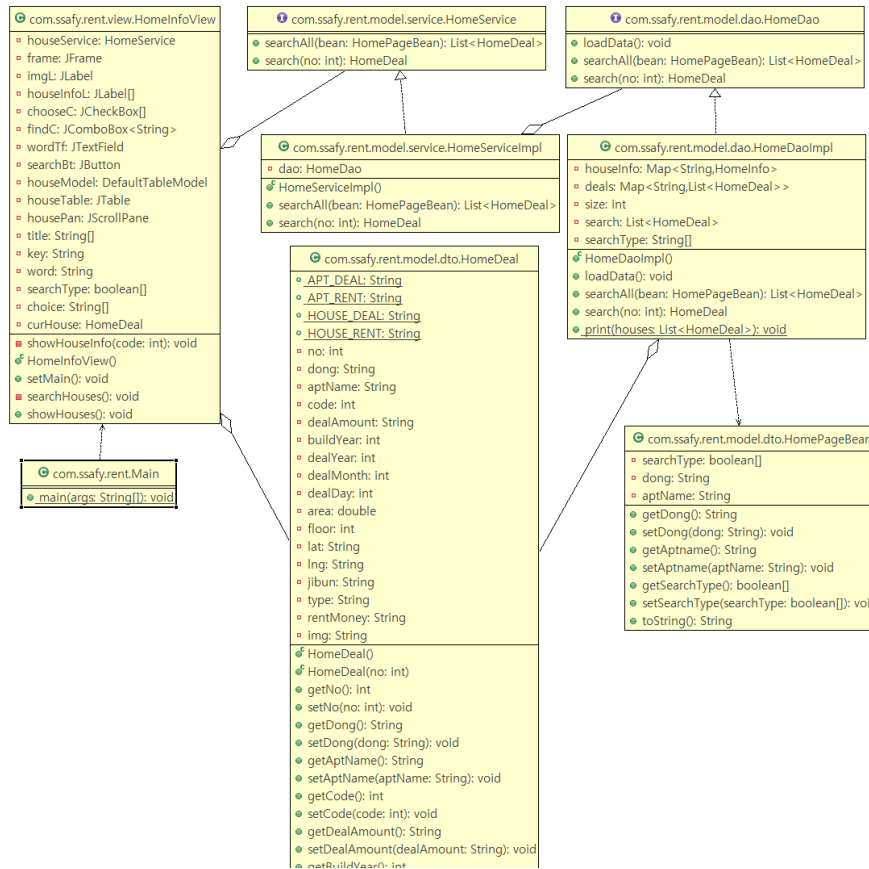 com.ssafy.rent.view.HomeInfoView
houseService: HomeService
frame: JFrame
imgL: JLabel
houseInfoL: JLabel[]
chooseC: JCheckBox[]
findC: JComboBox<String>
wordTf: JTextField
searchBt: JButton
houseModel: DefaultTableModel
houseTable: JTable
housePan: JScrollPane
title: String[]
key: String
word: String
searchType: boolean[]
choice: String[]
curHouse: HomeDeal
showHouseInfo(code: int): void
HomeInfoView()
setMain(): void
searchHouses(): void
showHouses(): void
com.ssafy.rent.Main
main(args: String[]): void
com.ssafy.rent.model.service.HomeService
searchAll(bean: HomePageBean): List<HomeDeal>
search(no: int): HomeDeal
com.ssafy.rent.model.service.HomeServiceImpl
dao: HomeDao
HomeServiceImpl()
searchAll(bean: HomePageBean): List<HomeDeal>
search(no: int): HomeDeal
com.ssafy.rent.model.dto.HomeDeal
APT_DEAL: String
APT_RENT: String
HOUSE_DEAL: String
HOUSE_RENT: String
no: int
dong: String
aptName: String
code: int
dealAmount: String
buildYear: int
dealYear: int
dealMonth: int
dealDay: int
area: double
floor: int
lat: String
lng: String
jibun: String
type: String
rentMoney: String
img: String
HomeDeal()
HomeDeal(no: int)
getNo(): int
setNo(no: int): void
getDong(): String
setDong(dong: String): void
getAptName(): String
setAptName(aptName: String): void
getCode(): int
setCode(code: int): void
getDealAmount(): String
setDealAmount(dealAmount: String): void
getBuildYear(): int
com.ssafy.rent.model.dao.HomeDao
loadData(): void
searchAll(bean: HomePageBean): List<HomeDeal>
search(no: int): HomeDeal
com.ssafy.rent.model.dao.HomeDaoImpl
houseInfo: Map<String,HomeInfo>
deals: Map<String,List<HomeDeal>>
size: int
search: List<HomeDeal>
searchType: String[]
HomeDaoImpl()
loadData(): void
searchAll(bean: HomePageBean): List<HomeDeal>
search(no: int): HomeDeal
print(houses: List<HomeDeal>): void
com.ssafy.rent.model.dto.HomePageBean
searchType: boolean[]
dong: String
aptName: String
getDong(): String
setDong(dong: String): void
getAptname(): String
setAptname(aptName: String): void
getSearchType(): boolean[]
setSearchType(searchType: boolean[]): voi
toString(): String